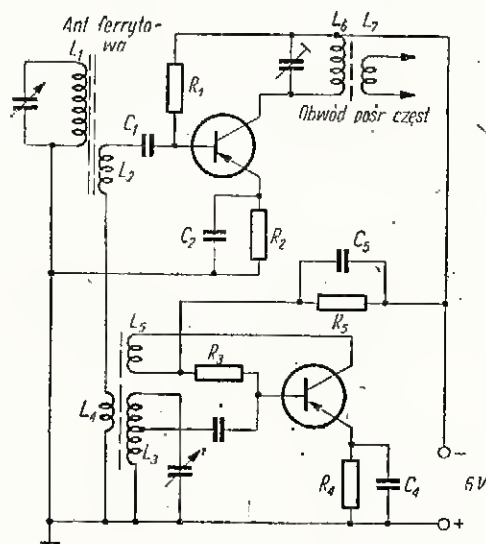 Ant ferryto-
wa
L1
L2
C1
R1
L6
L7
Obwód pośr częst
C2
R2
C5
R5
L5
R3
L4
L3
R4
C4
−
6V
+